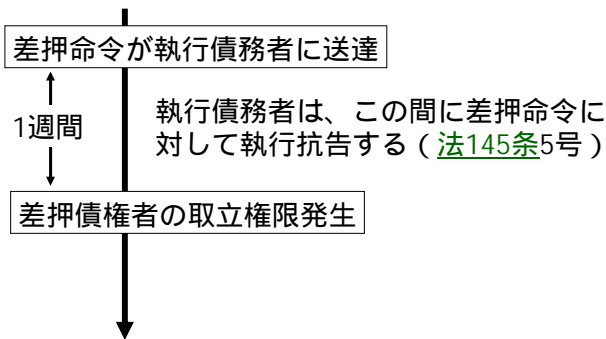 差押命令が執行債務者に送達
1週間
執行債務者は、この間に差押命令に
対して執行抗告する（法145条5号）
差押債権者の取立権限発生